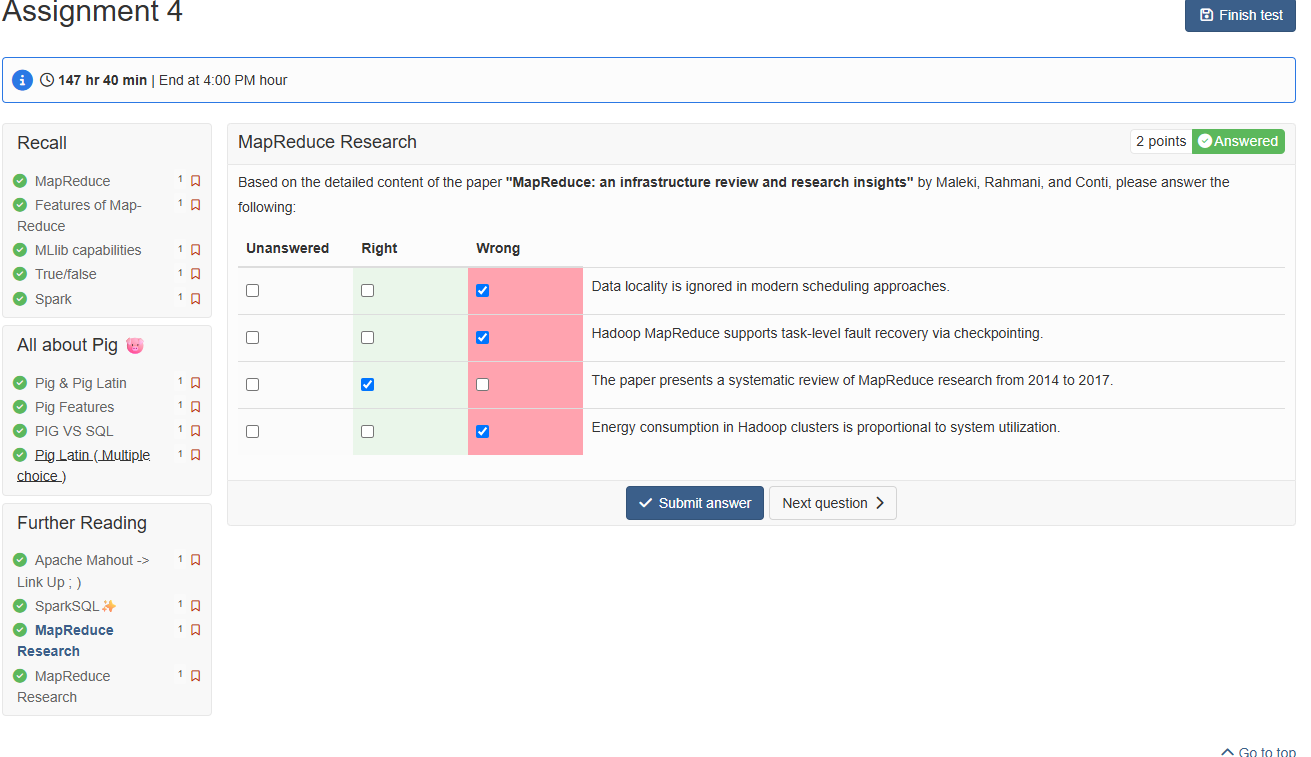 Assignment 4
Finish test
147 hr 40 min | End at 4:00 PM hour
Recall
MapReduce 1
Features of Map-
Reduce 1
MLlib capabilities 1
True/false 1
Spark 1
All about Pig
Pig & Pig Latin 1
Pig Features 1
PIG VS SQL 1
Pig Latin ( Multiple
choice ) 1
Further Reading
Apache Mahout ->
Link Up ; ) 1
SparkSQL 1
MapReduce
Research 1
MapReduce
Research 1
MapReduce Research
2 points Answered
Based on the detailed content of the paper "MapReduce: an infrastructure review and research insights" by Maleki, Rahmani, and Conti, please answer the
following:
Unanswered Right Wrong
Data locality is ignored in modern scheduling approaches.
Hadoop MapReduce supports task-level fault recovery via checkpointing.
The paper presents a systematic review of MapReduce research from 2014 to 2017.
Energy consumption in Hadoop clusters is proportional to system utilization.
Submit answer
Next question
Go to top